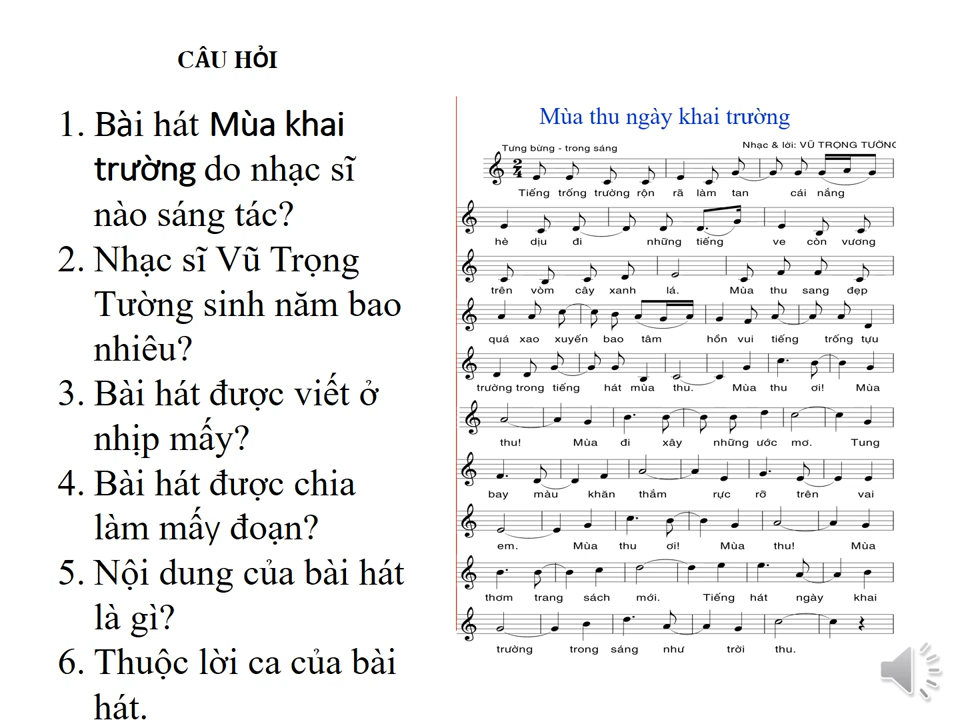 CÂU HỎI
1. Bài hát Mùa khai
trường do nhạc sĩ
nào sáng tác?
2. Nhạc sĩ Vũ Trọng
Tường sinh năm bao
nhiêu?
3. Bài hát được viết ở
nhịp mấy?
4. Bài hát được chia
làm mấy đoạn?
5. Nội dung của bài hát
là gì?
6. Thuộc lời ca của bài
hát.
Mùa thu ngày khai trường
Tưng bừng - trong sáng
Nhạc & lời: VŨ TRỌNG TƯỜNG
2
4
Tiếng trống trường rộn rã làm tan cái nắng
hè dịu đi những tiếng ve còn vương
trên vòm cây xanh lá. Mùa thu sang đẹp
quá xao xuyến bao tâm hồn vui tiếng trống tựu
trường trong tiếng hát mùa thu. Mùa thu ơi! Mùa
thu! Mùa đi xây những ước mơ. Tung
bay màu khăn thắm rực rỡ trên vai
em. Mùa thu ơi! Mùa thu! Mùa
thơm trang sách mới. Tiếng hát ngày khai
trường trong sáng như trời thu.